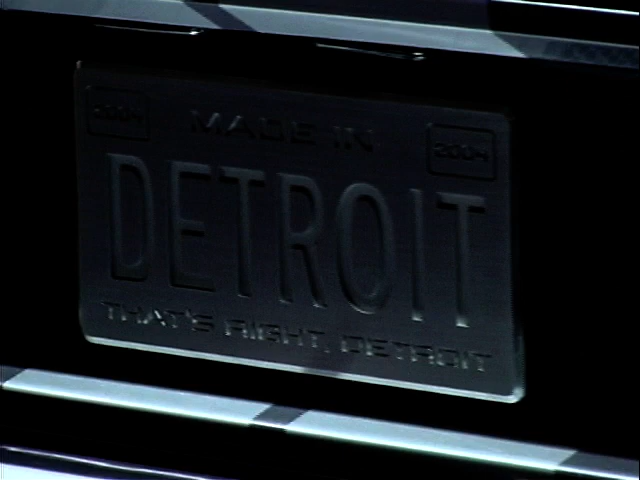 2004
MADE IN
2004
DETROIT
THAT'S RIGHT, DETROIT